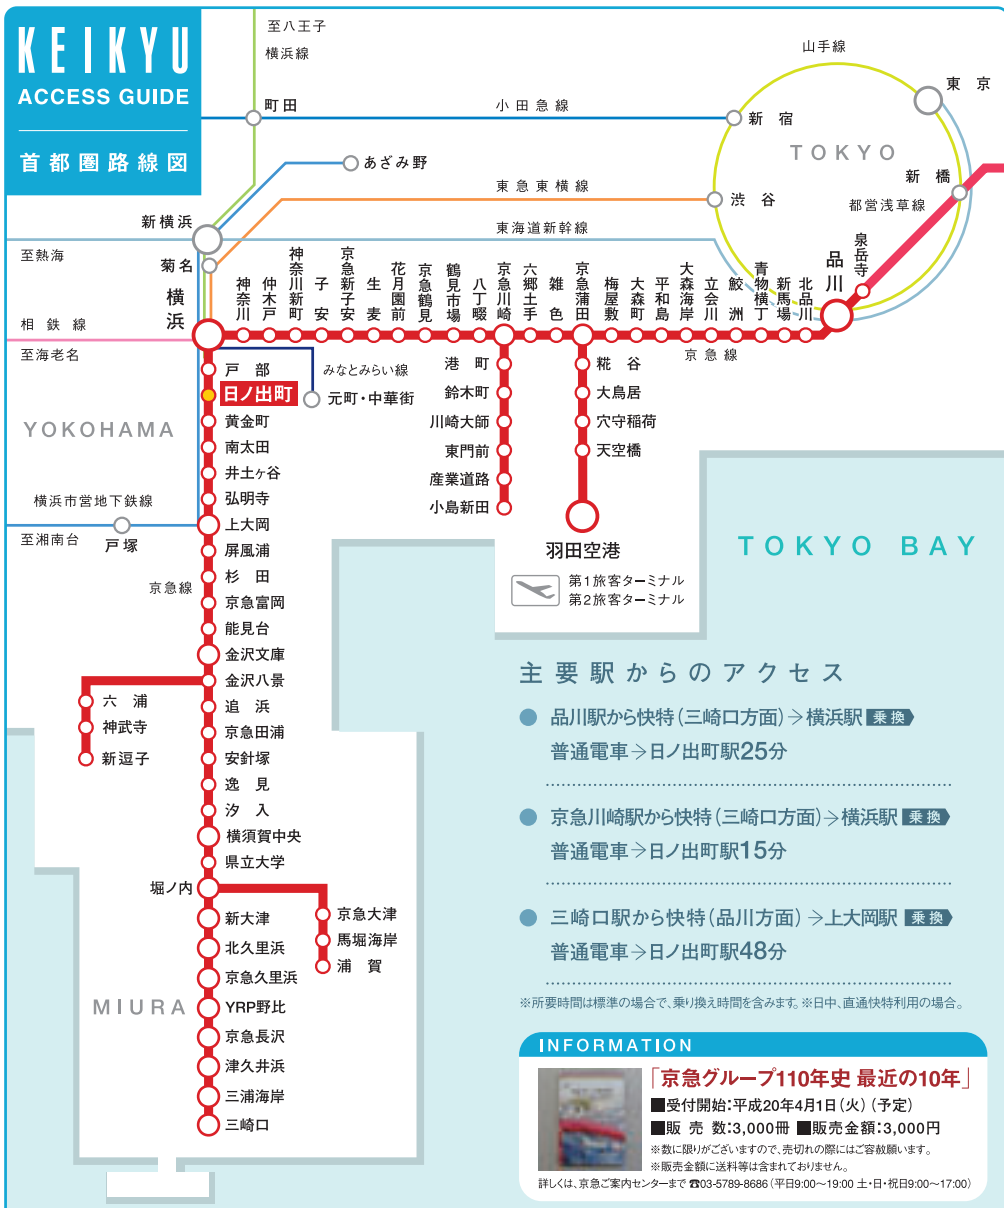 KEIKYU
ACCESS GUIDE
首都圏路線図
至八王子
横浜線
町田
小田急線
新宿
山手線
東京
TOKYO
あざみ野
東急東横線
渋谷
新橋
都営浅草線
新横浜
東海道新幹線
至熱海
菊名
横浜
相鉄線
至海老名
神奈川
仲木戸
神奈川新町
子安
京急新子安
生麦
花月園前
京急鶴見
鶴見市場
八丁畷
京急川崎
六郷土手
雑色
京急蒲田
梅屋敷
大森町
平和島
大森海岸
立会川
鮫洲
青物横丁
新馬場
北品川
品川
泉岳寺
京急線
みなとみらい線
元町・中華街
戸部
日ノ出町
黄金町
南太田
井土ヶ谷
弘明寺
上大岡
屏風浦
杉田
京急富岡
能見台
金沢文庫
金沢八景
追浜
京急田浦
安針塚
逸見
汐入
横須賀中央
県立大学
堀ノ内
新大津
北久里浜
京急久里浜
YRP野比
京急長沢
津久井浜
三浦海岸
三崎口
YOKOHAMA
横浜市営地下鉄線
至湘南台
戸塚
京急線
六浦
神武寺
新逗子
京急大津
馬堀海岸
浦賀
MIURA
港町
鈴木町
川崎大師
東門前
産業道路
小島新田
糀谷
大鳥居
穴守稲荷
天空橋
羽田空港
第1旅客ターミナル
第2旅客ターミナル
TOKYO BAY
主要駅からのアクセス
● 品川駅から快特(三崎口方面)→横浜駅 乗換
普通電車→日ノ出町駅25分
● 京急川崎駅から快特(三崎口方面)→横浜駅 乗換
普通電車→日ノ出町駅15分
● 三崎口駅から快特(品川方面)→上大岡駅 乗換
普通電車→日ノ出町駅48分
※所要時間は標準の場合で、乗り換え時間を含みます。※日中、直通快特利用の場合。
INFORMATION
「京急グループ110年史 最近の10年」
■受付開始:平成20年4月1日(火)(予定)
■販売数:3,000冊 ■販売金額:3,000円
※数に限りがございますので、売切れの際にはご容赦願います。
※販売金額に送料等は含まれておりません。
詳しくは、京急ご案内センターまで ☎03-5789-8686(平日9:00〜19:00 土・日・祝日9:00〜17:00)